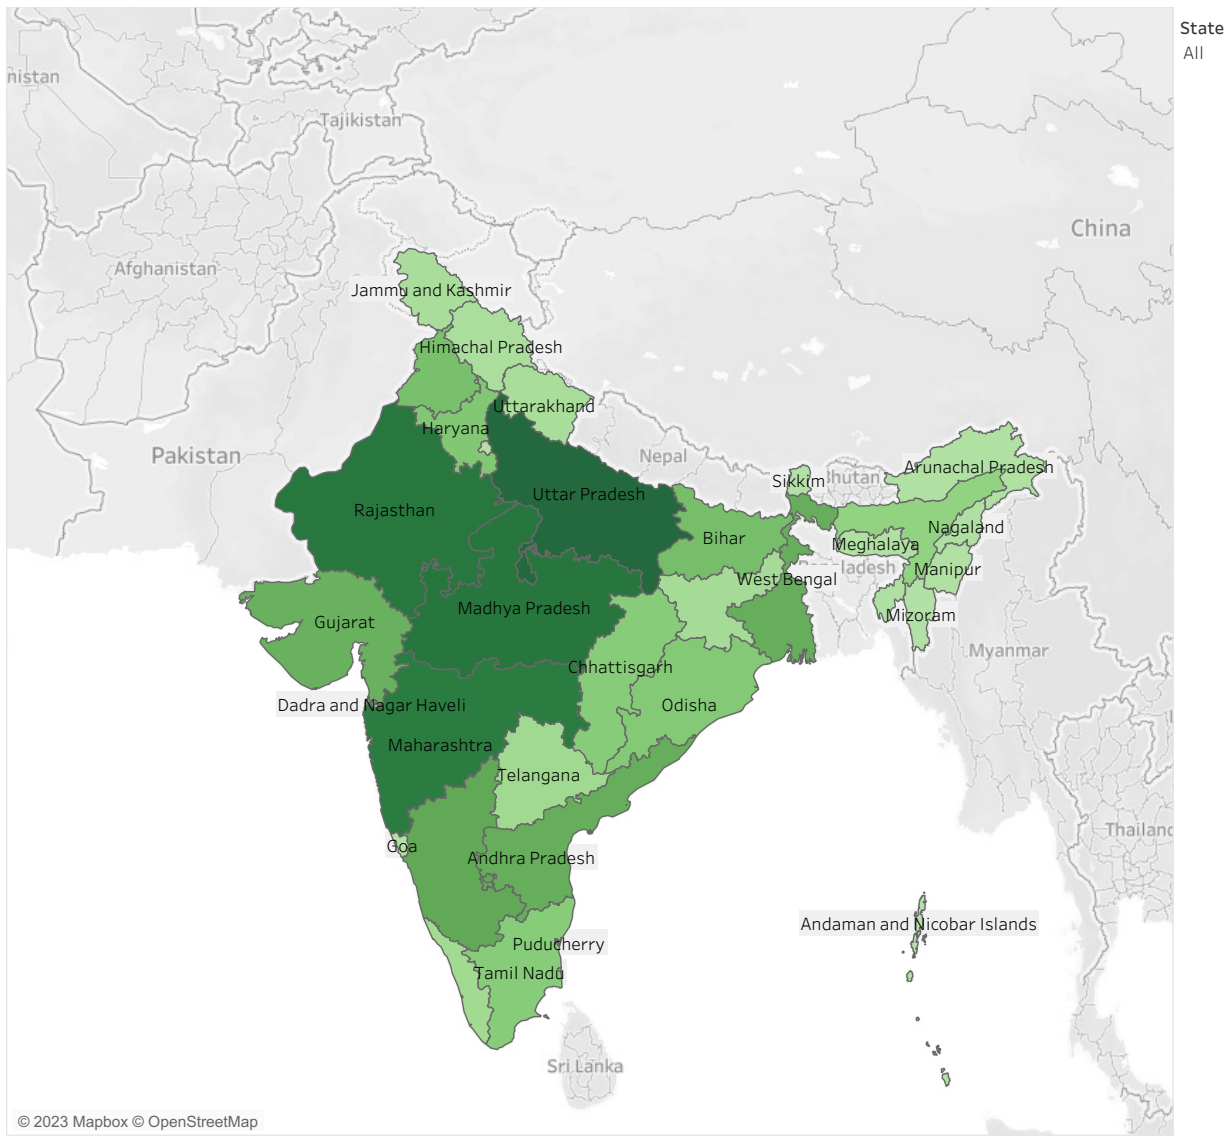 State
All
nistan
Tajikistan
China
Afghanistan
Jammu and Kashmir
Himachal Pradesh
Uttarakhand
Haryana
Pakistan
Nepal
Arunachal Pradesh
Sikkim
Bhutan
Uttar Pradesh
Rajasthan
Nagaland
Bihar
Meghalaya
ladesh
Manipur
West Bengal
Madhya Pradesh
Mizoram
Gujarat
Myanmar
Chhattisgarh
Dadra and Nagar Haveli
Odisha
Maharashtra
Telangana
Thailand
Goa
Andhra Pradesh
Andaman and Nicobar Islands
Puducherry
Tamil Nadu
Sri Lanka
© 2023 Mapbox © OpenStreetMap